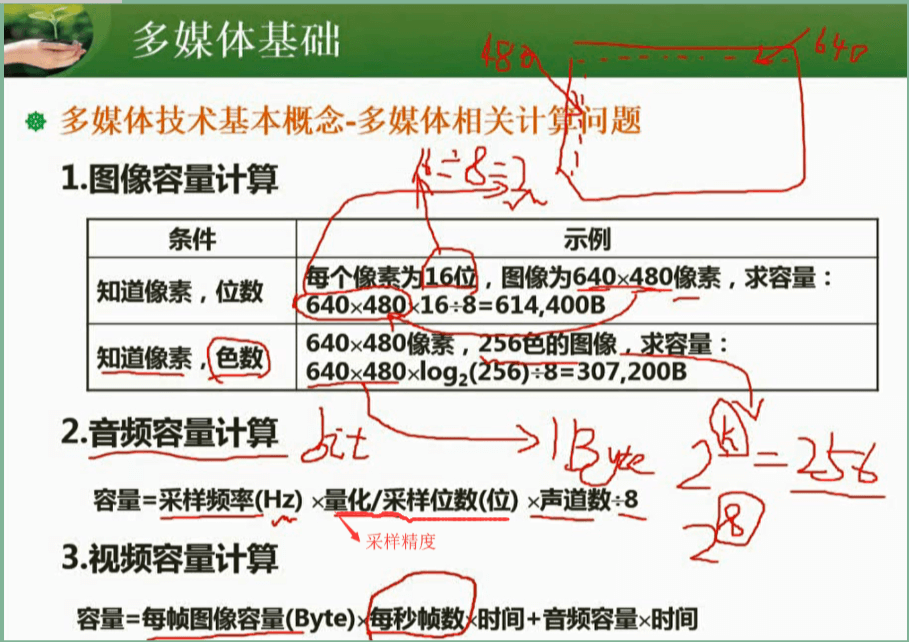 多媒体基础
480
640
多媒体技术基本概念-多媒体相关计算问题
1.图像容量计算
16÷8=2
条件 示例
知道像素，位数 每个像素为16位，图像为640×480像素，求容量：
640×480×16÷8=614,400B
知道像素，色数 640×480像素，256色的图像，求容量：
640×480×log₂(256)÷8=307,200B
2.音频容量计算
bit
1Byte
2ᵏ=256
2⁸
容量=采样频率(Hz) ×量化/采样位数(位) ×声道数÷8
采样精度
3.视频容量计算
容量=每帧图像容量(Byte)×每秒帧数×时间+音频容量×时间